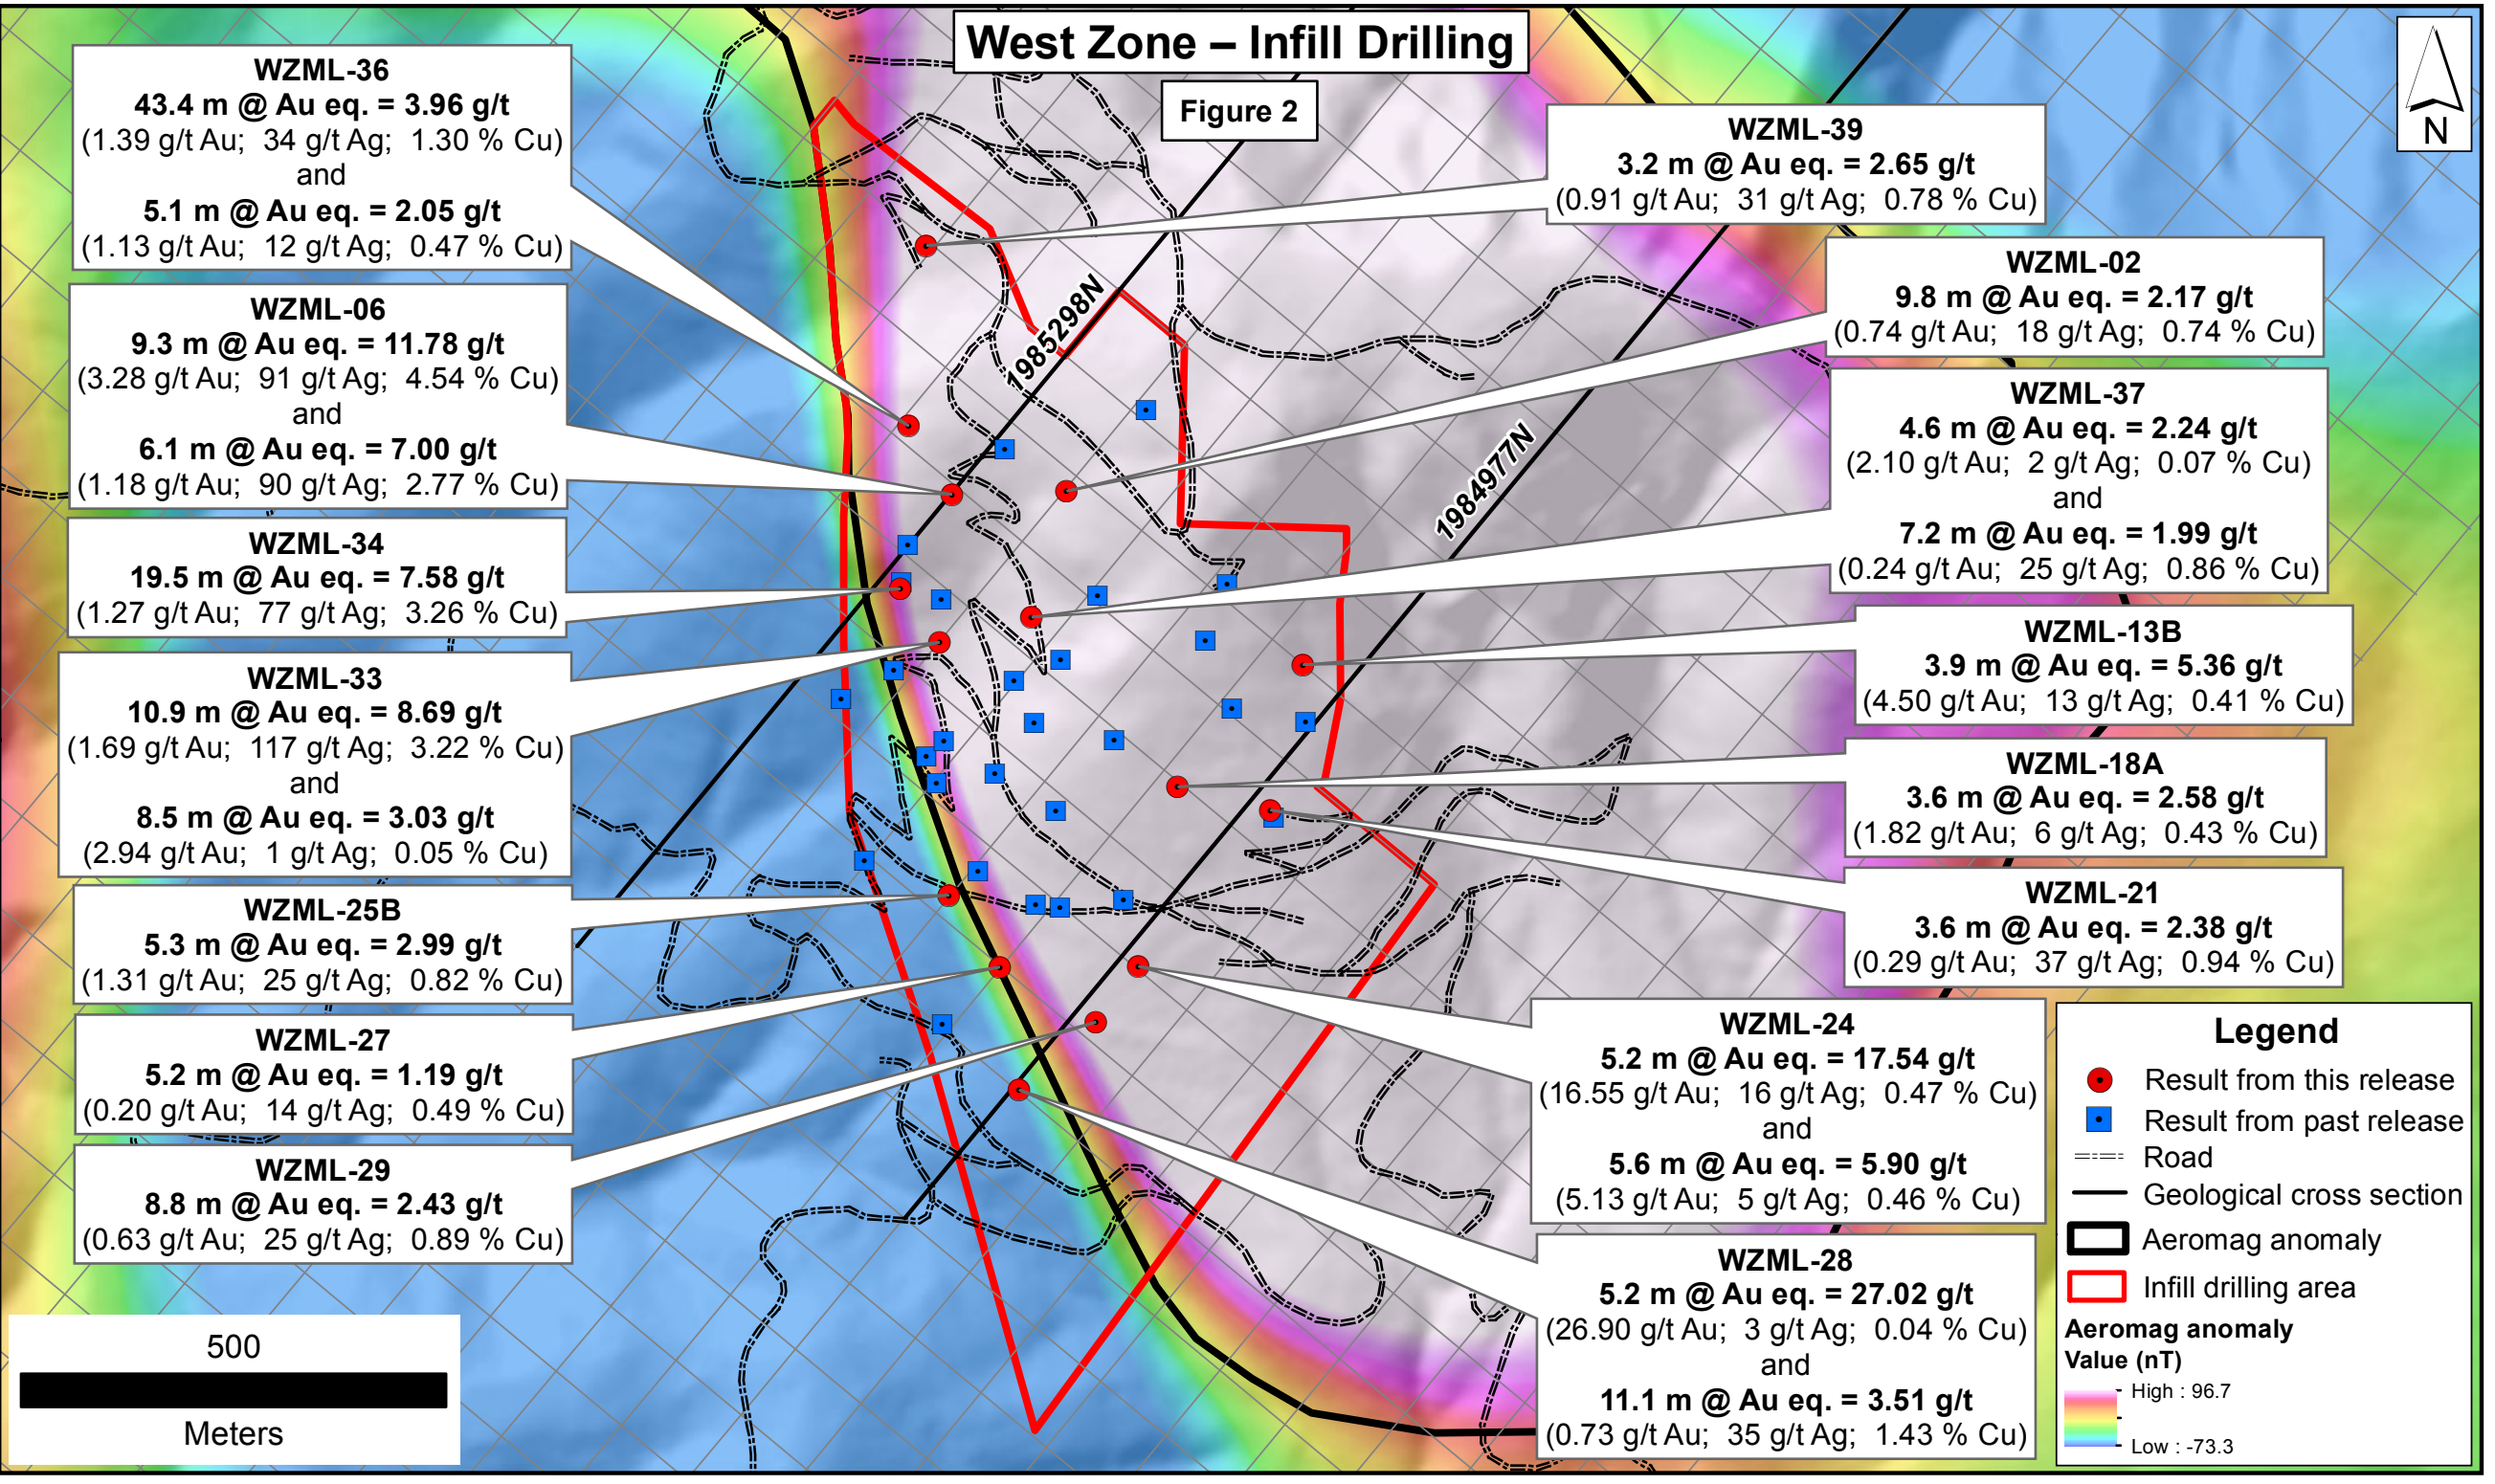 West Zone – Infill Drilling
Figure 2
N
WZML-36
43.4 m @ Au eq. = 3.96 g/t
(1.39 g/t Au; 34 g/t Ag; 1.30 % Cu)
and
5.1 m @ Au eq. = 2.05 g/t
(1.13 g/t Au; 12 g/t Ag; 0.47 % Cu)
WZML-06
9.3 m @ Au eq. = 11.78 g/t
(3.28 g/t Au; 91 g/t Ag; 4.54 % Cu)
and
6.1 m @ Au eq. = 7.00 g/t
(1.18 g/t Au; 90 g/t Ag; 2.77 % Cu)
WZML-34
19.5 m @ Au eq. = 7.58 g/t
(1.27 g/t Au; 77 g/t Ag; 3.26 % Cu)
WZML-33
10.9 m @ Au eq. = 8.69 g/t
(1.69 g/t Au; 117 g/t Ag; 3.22 % Cu)
and
8.5 m @ Au eq. = 3.03 g/t
(2.94 g/t Au; 1 g/t Ag; 0.05 % Cu)
WZML-25B
5.3 m @ Au eq. = 2.99 g/t
(1.31 g/t Au; 25 g/t Ag; 0.82 % Cu)
WZML-27
5.2 m @ Au eq. = 1.19 g/t
(0.20 g/t Au; 14 g/t Ag; 0.49 % Cu)
WZML-29
8.8 m @ Au eq. = 2.43 g/t
(0.63 g/t Au; 25 g/t Ag; 0.89 % Cu)
500
Meters
1985298N
1984977N
WZML-39
3.2 m @ Au eq. = 2.65 g/t
(0.91 g/t Au; 31 g/t Ag; 0.78 % Cu)
WZML-02
9.8 m @ Au eq. = 2.17 g/t
(0.74 g/t Au; 18 g/t Ag; 0.74 % Cu)
WZML-37
4.6 m @ Au eq. = 2.24 g/t
(2.10 g/t Au; 2 g/t Ag; 0.07 % Cu)
and
7.2 m @ Au eq. = 1.99 g/t
(0.24 g/t Au; 25 g/t Ag; 0.86 % Cu)
WZML-13B
3.9 m @ Au eq. = 5.36 g/t
(4.50 g/t Au; 13 g/t Ag; 0.41 % Cu)
WZML-18A
3.6 m @ Au eq. = 2.58 g/t
(1.82 g/t Au; 6 g/t Ag; 0.43 % Cu)
WZML-21
3.6 m @ Au eq. = 2.38 g/t
(0.29 g/t Au; 37 g/t Ag; 0.94 % Cu)
WZML-24
5.2 m @ Au eq. = 17.54 g/t
(16.55 g/t Au; 16 g/t Ag; 0.47 % Cu)
and
5.6 m @ Au eq. = 5.90 g/t
(5.13 g/t Au; 5 g/t Ag; 0.46 % Cu)
WZML-28
5.2 m @ Au eq. = 27.02 g/t
(26.90 g/t Au; 3 g/t Ag; 0.04 % Cu)
and
11.1 m @ Au eq. = 3.51 g/t
(0.73 g/t Au; 35 g/t Ag; 1.43 % Cu)
Legend
Result from this release
Result from past release
Road
Geological cross section
Aeromag anomaly
Infill drilling area
Aeromag anomaly
Value (nT)
High : 96.7
Low : -73.3